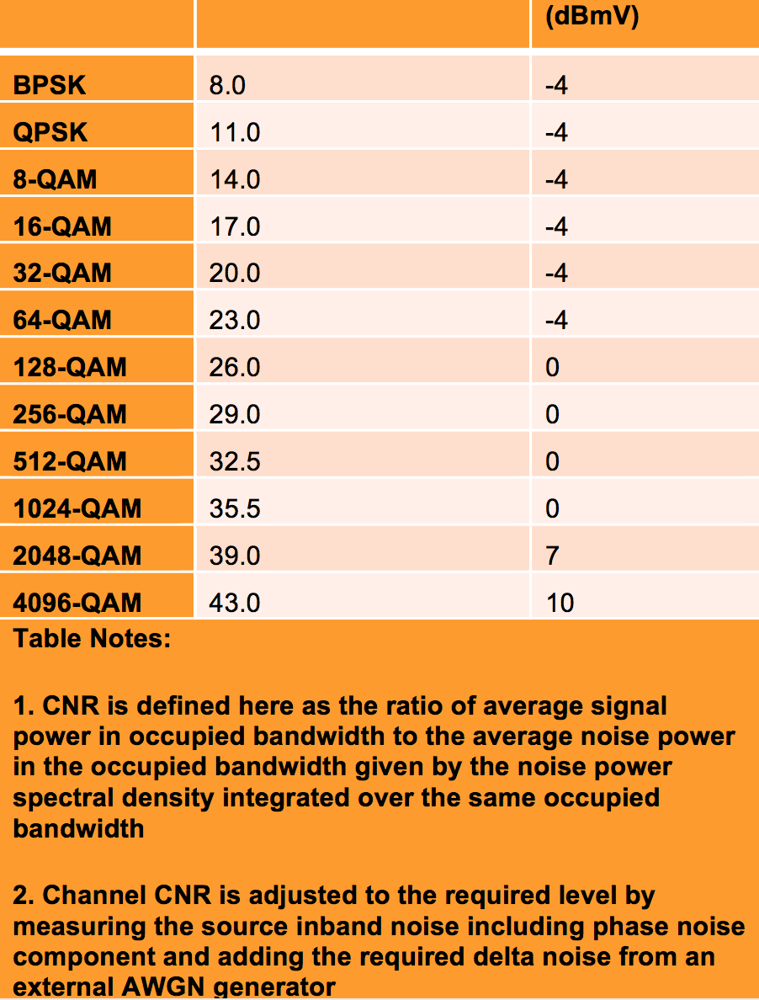 (dBmV)
BPSK 8.0 -4
QPSK 11.0 -4
8-QAM 14.0 -4
16-QAM 17.0 -4
32-QAM 20.0 -4
64-QAM 23.0 -4
128-QAM 26.0 0
256-QAM 29.0 0
512-QAM 32.5 0
1024-QAM 35.5 0
2048-QAM 39.0 7
4096-QAM 43.0 10
Table Notes:
1. CNR is defined here as the ratio of average signal
power in occupied bandwidth to the average noise power
in the occupied bandwidth given by the noise power
spectral density integrated over the same occupied
bandwidth
2. Channel CNR is adjusted to the required level by
measuring the source inband noise including phase noise
component and adding the required delta noise from an
external AWGN generator